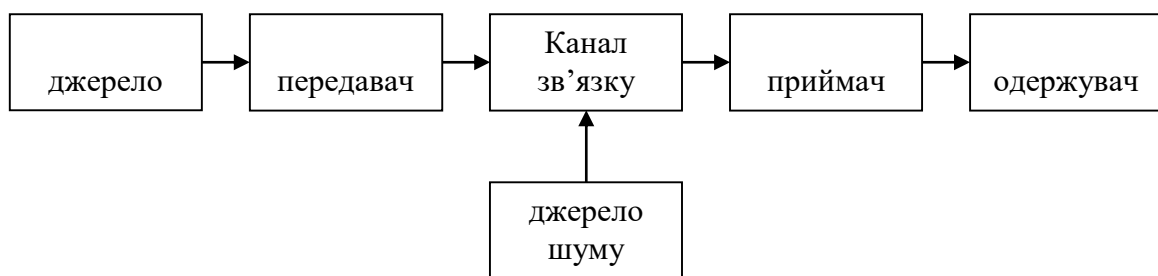 джерело
передавач
Канал
зв’язку
приймач
одержувач
джерело
шуму